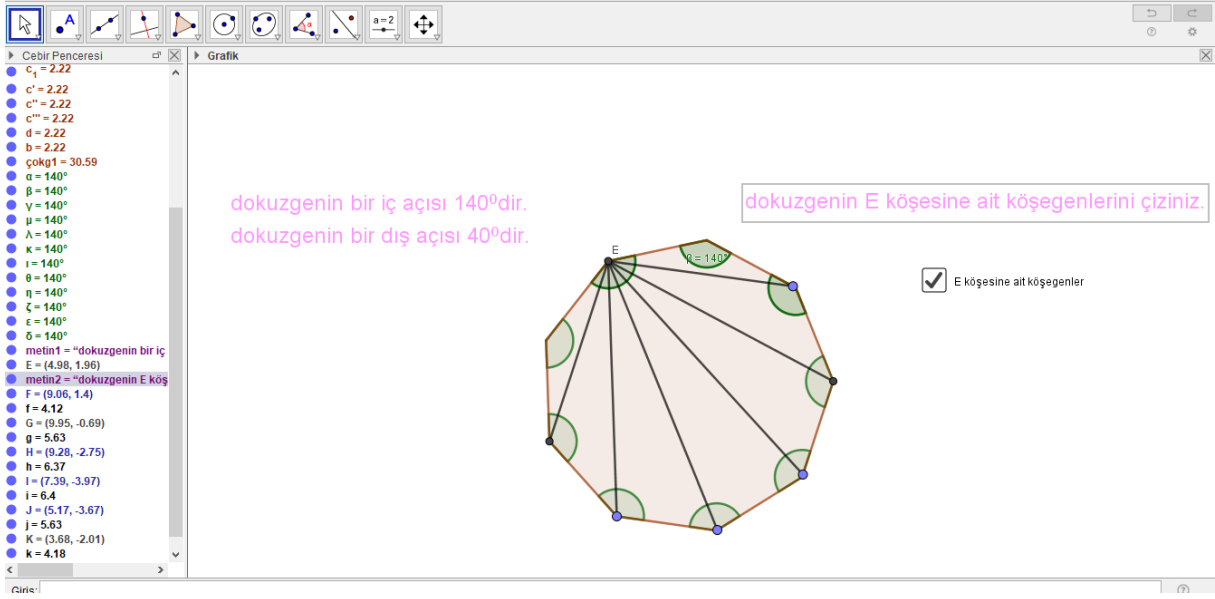 a = 2
Cebir Penceresi
Grafik
c₁ = 2.22
c' = 2.22
c'' = 2.22
c''' = 2.22
d = 2.22
b = 2.22
çokg1 = 30.59
α = 140°
β = 140°
γ = 140°
μ = 140°
λ = 140°
κ = 140°
ι = 140°
θ = 140°
η = 140°
ζ = 140°
ε = 140°
δ = 140°
metin1 = “dokuzgenin bir iç
E = (4.98, 1.96)
metin2 = “dokuzgenin E köş
F = (9.06, 1.4)
f = 4.12
G = (9.95, -0.69)
g = 5.63
H = (9.28, -2.75)
h = 6.37
I = (7.39, -3.97)
i = 6.4
J = (5.17, -3.67)
j = 5.63
K = (3.68, -2.01)
k = 4.18
dokuzgenin bir iç açısı 140⁰dir.
dokuzgenin bir dış açısı 40⁰dir.
dokuzgenin E köşesine ait köşegenlerini çiziniz.
E
β = 140°
E köşesine ait köşegenler
Giriş: